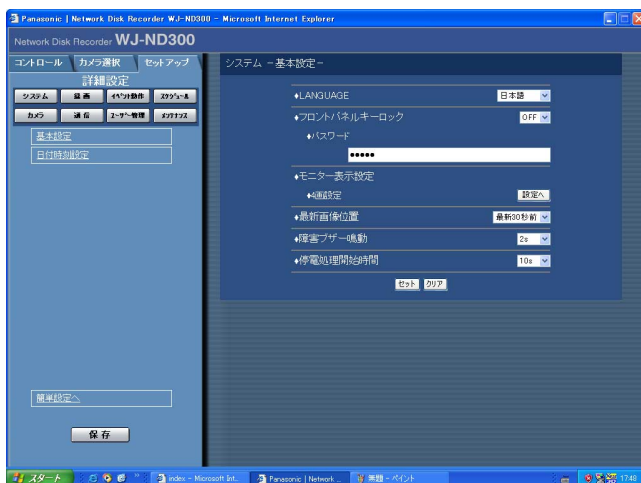 Panasonic | Network Disk Recorder WJ-ND300 - Microsoft Internet Explorer
Network Disk Recorder WJ-ND300
コントロール カメラ選択 セットアップ
詳細設定
システム 録画 イベント動作 スケジュール
カメラ 通信 ユーザー管理 メンテナンス
基本設定
日付時刻設定
簡単設定へ
保存
システム －基本設定－
♦LANGUAGE 日本語
♦フロントパネルキーロック OFF
♦パスワード
●●●●●
♦モニター表示設定
♦4画設定 設定へ
♦最新画像位置 最新30秒前
♦障害ブザー鳴動 2s
♦停電処理開始時間 10s
セット クリア
スタート index - Microsoft Int... Panasonic | Network ... 無題 - ペイント 17:48